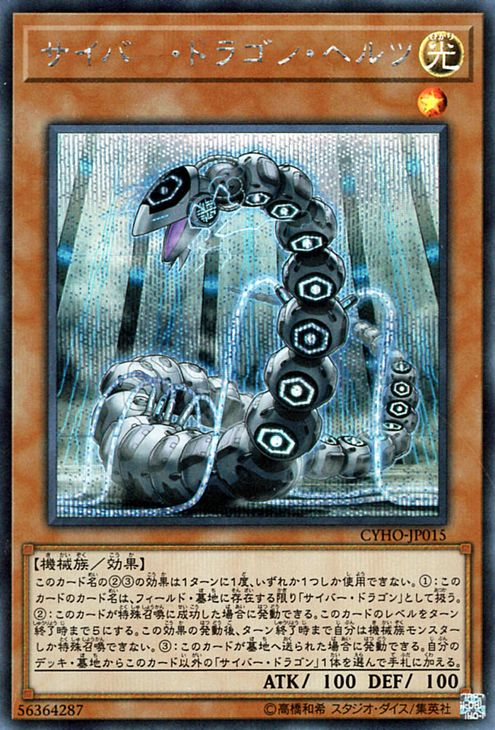 サイバー・ドラゴン・ヘルツ
光
CYHO-JP015
【機械族/効果】
このカード名の②③の効果は1ターンに1度、いずれか1つしか使用できない。①:この
カードのカード名は、フィールド・墓地に存在する限り「サイバー・ドラゴン」として扱う。
②:このカードが特殊召喚に成功した場合に発動できる。このカードのレベルをターン
終了時まで5にする。この効果の発動後、ターン終了時まで自分は機械族モンスター
しか特殊召喚できない。③:このカードが墓地へ送られた場合に発動できる。自分の
デッキ・墓地からこのカード以外の「サイバー・ドラゴン」1体を選んで手札に加える。
ATK/ 100 DEF/ 100
56364287
©高橋和希 スタジオ・ダイス/集英社